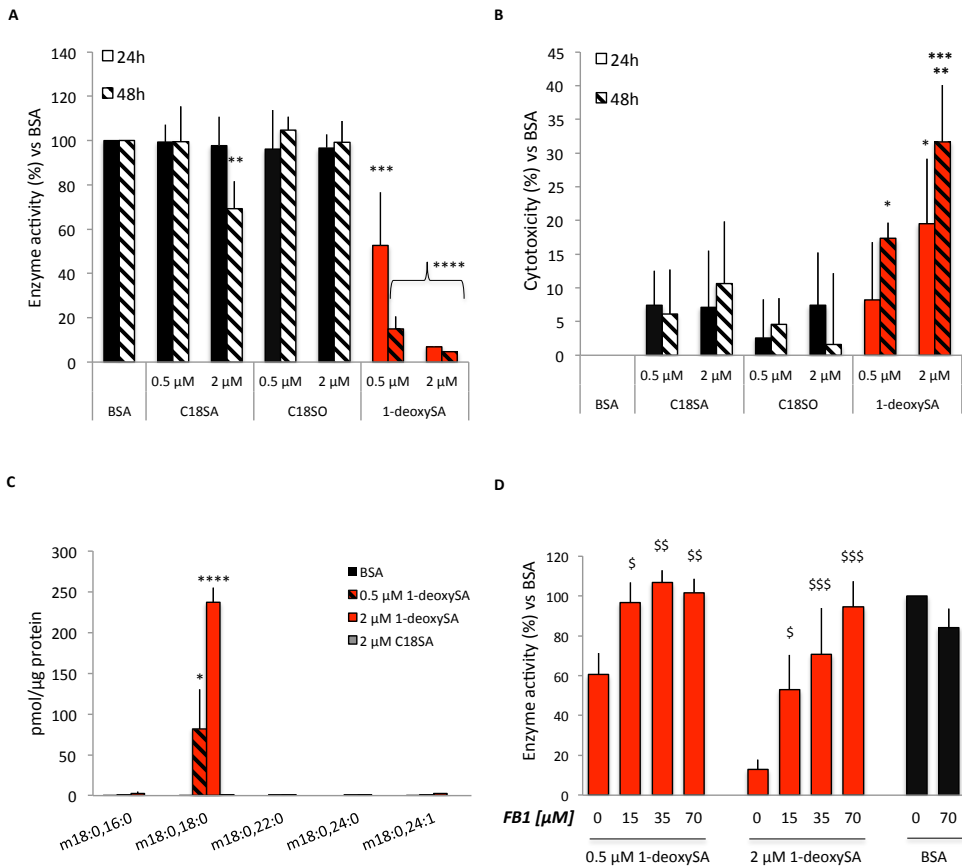 A
Enzyme activity (%) vs BSA
140
120
100
80
60
40
20
0
24h
48h
**
***
****
0.5 µM 2 µM 0.5 µM 2 µM 0.5 µM 2 µM
BSA C18SA C18SO 1-deoxySA
B
Cytotoxicity (%) vs BSA
45
40
35
30
25
20
15
10
5
0
24h
48h
*
*
***
**
0.5 µM 2 µM 0.5 µM 2 µM 0.5 µM 2 µM
BSA C18SA C18SO 1-deoxySA
C
pmol/µg protein
300
250
200
150
100
50
0
*
****
BSA
0.5 µM 1-deoxySA
2 µM 1-deoxySA
2 µM C18SA
m18:0,16:0 m18:0,18:0 m18:0,22:0 m18:0,24:0 m18:0,24:1
D
Enzyme activity (%) vs BSA
120
100
80
60
40
20
0
$ $$ $$ $ $$$ $$$
FB1 [µM] 0 15 35 70 0 15 35 70 0 70
0.5 µM 1-deoxySA 2 µM 1-deoxySA BSA